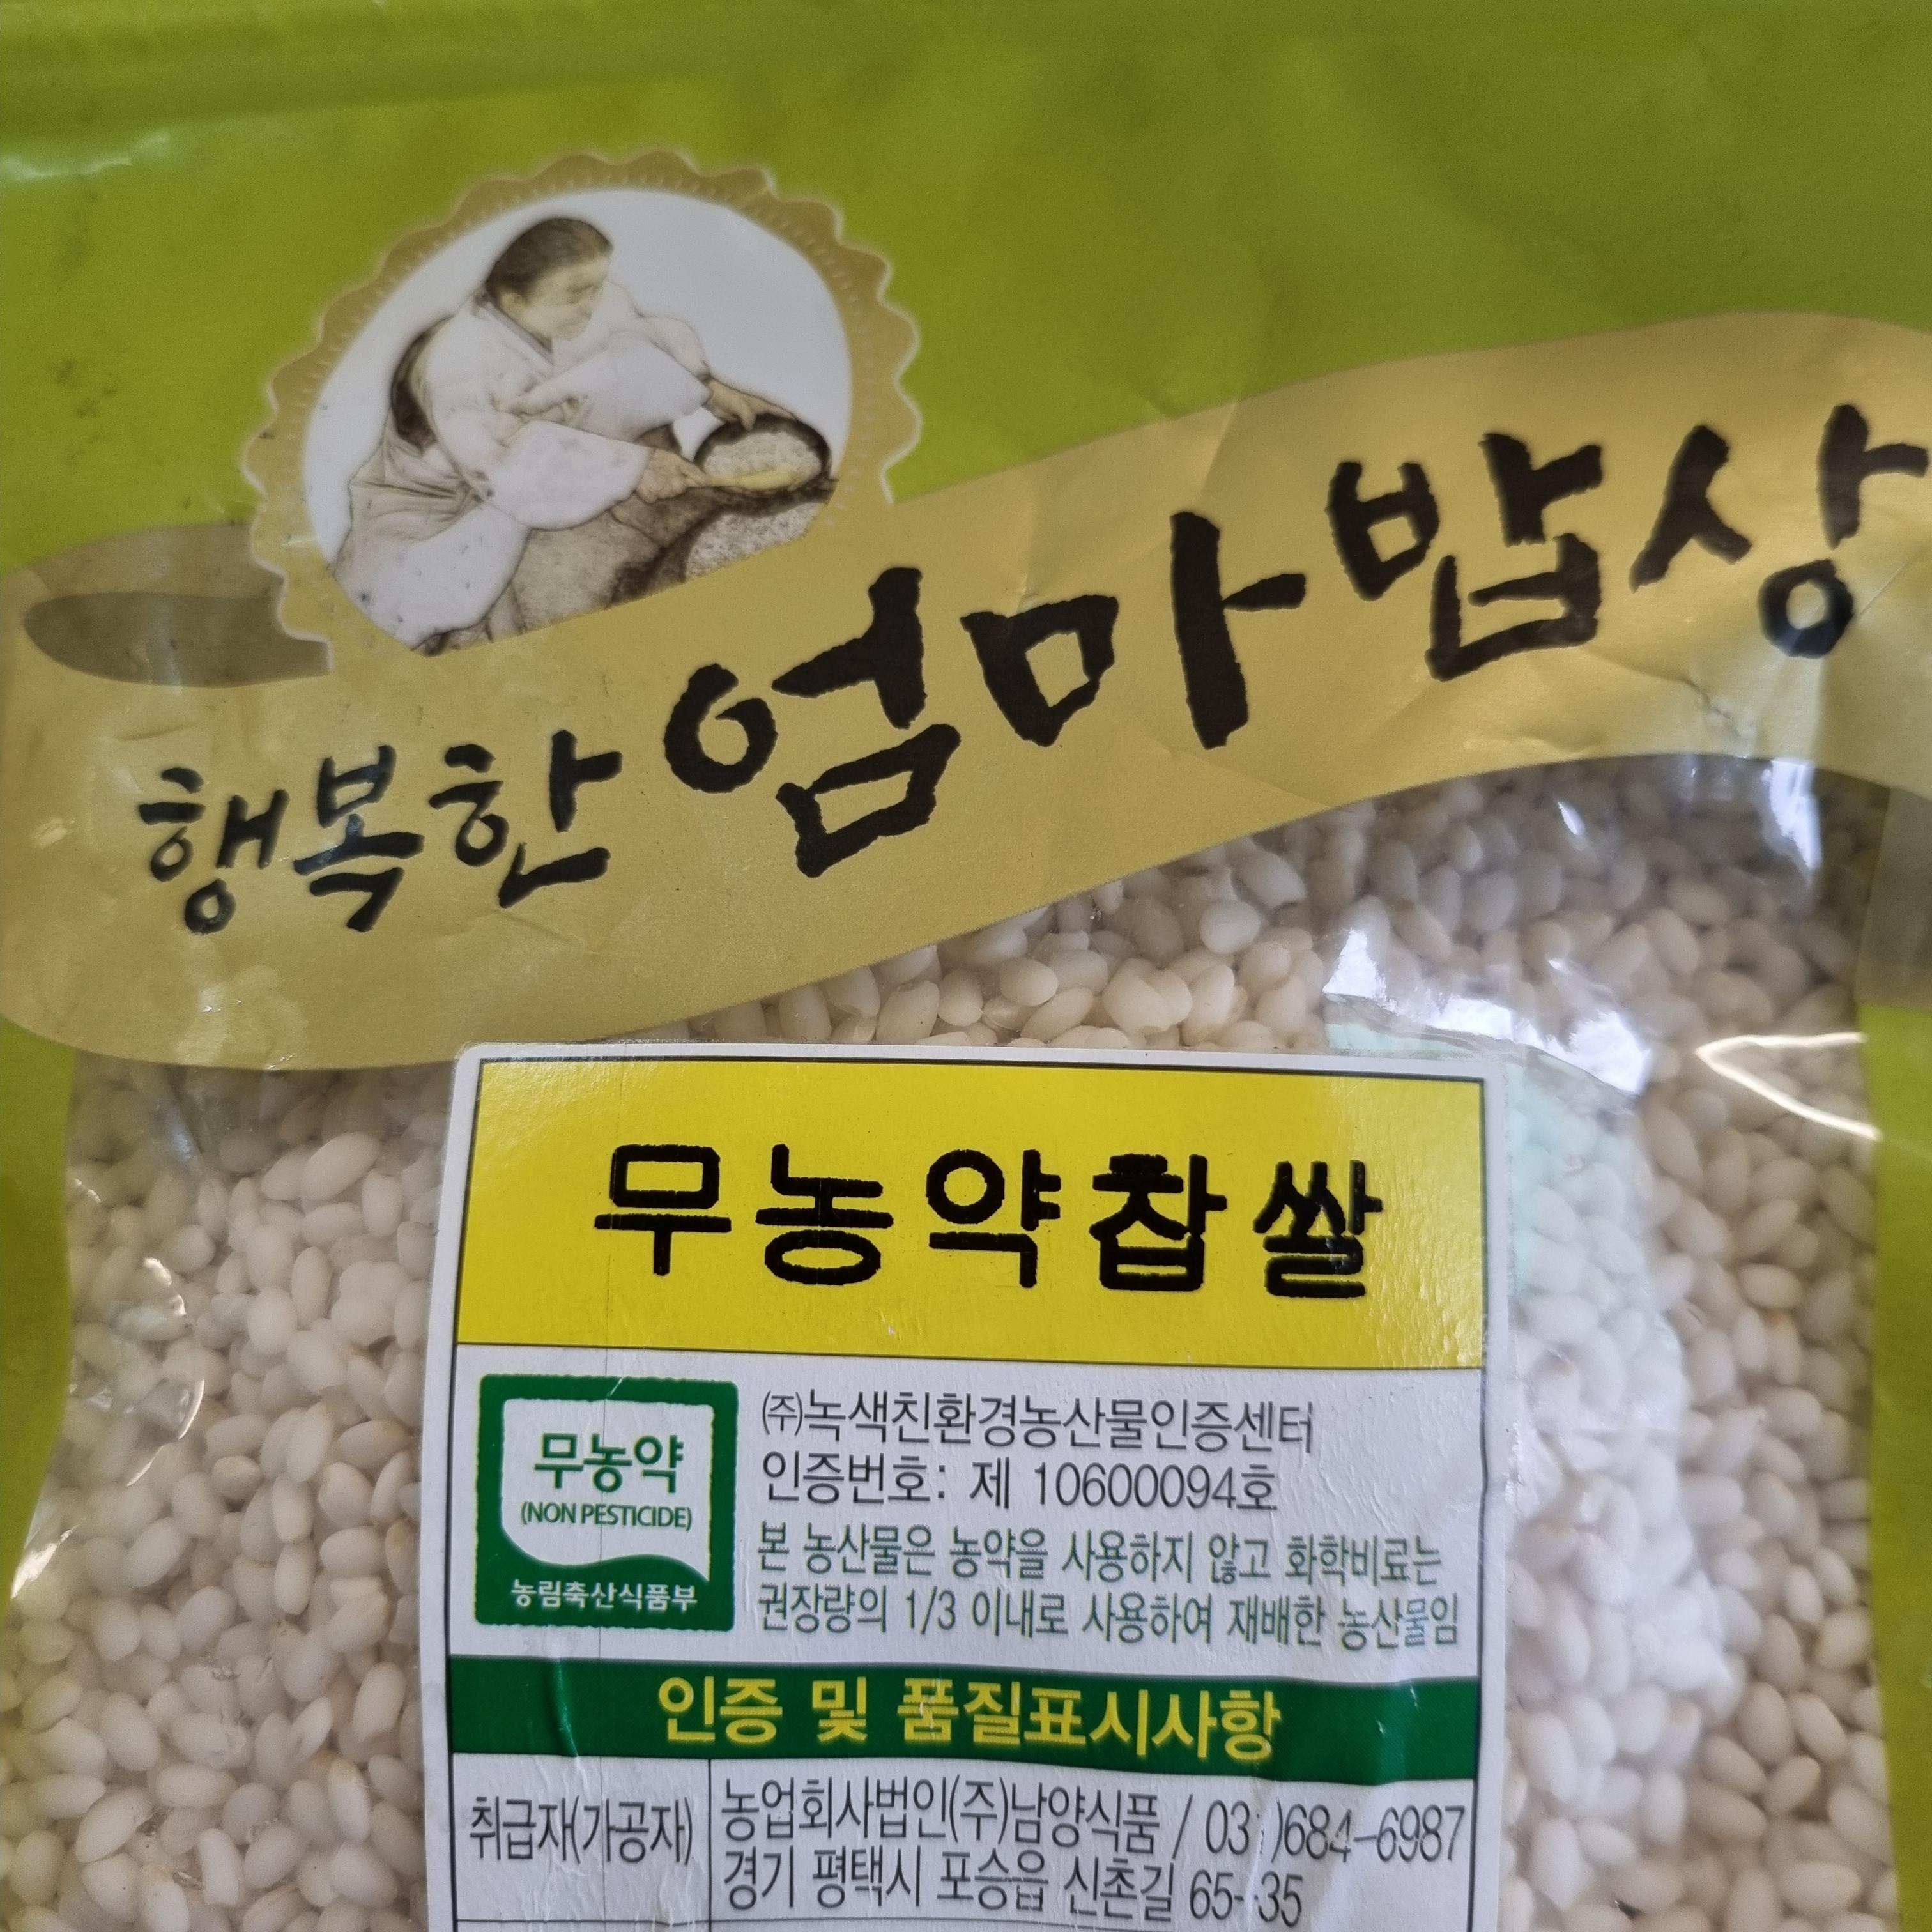 행복한 엄마밥상
무농약찹쌀
무농약
(NON PESTICIDE)
농림축산식품부
㈜녹색친환경농산물인증센터
인증번호: 제 10600094호
본 농산물은 농약을 사용하지 않고 화학비료는
권장량의 1/3 이내로 사용하여 재배한 농산물임
인증 및 품질표시사항
취급자(가공자)
농업회사법인(주)남양식품 / 031)684-6987
경기 평택시 포승읍 신촌길 65-35